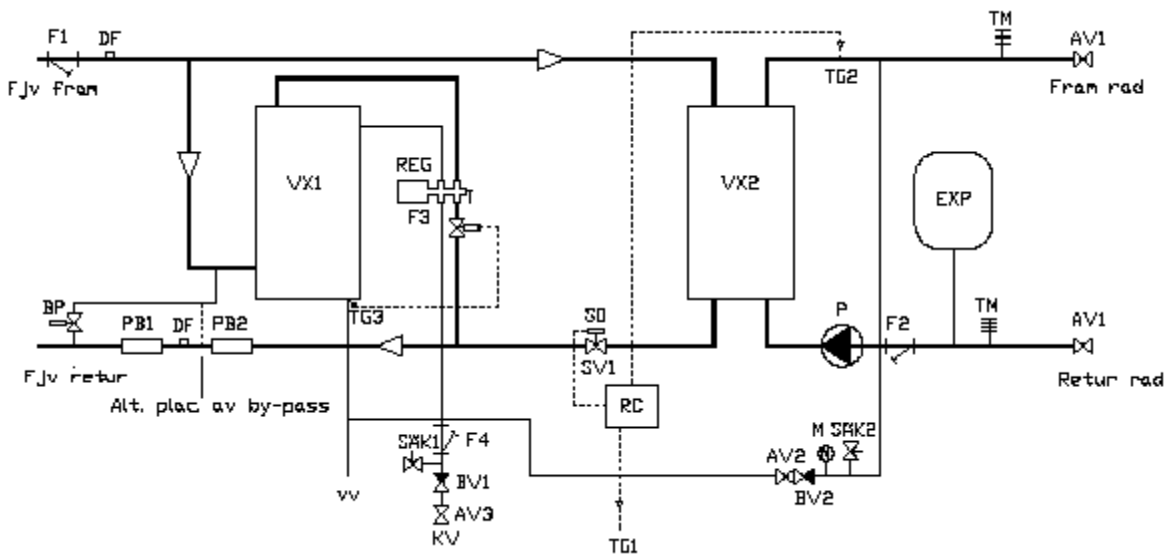 F1
DF
TM
AV1
Fjv fram
TG2
Fram rad
REG
VX1
VX2
EXP
F3
BP
PB1
DF
PB2
TG3
SD
SV1
P
F2
TM
AV1
Fjv retur
Alt. plac av by-pass
RC
Retur rad
SÄK1
F4
M SÄK2
AV2
BV1
BV2
VV
AV3
KV
TG1